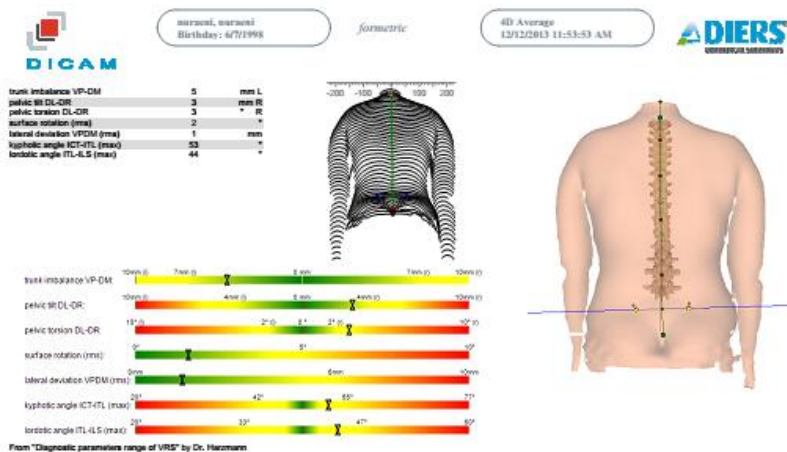 nuraeni, nuraeni
Birthday: 6/7/1998
formetric
4D Average
12/12/2013 11:53:53 AM
DIERS
DICAM
trunk imbalance VP-DM 5 mm L
pelvic tilt DL-DR 3 mm R
pelvic torsion DL-DR 3 ° R
surface rotation (rms) 2 °
lateral deviation VPDM (rms) 1 mm
kyphotic angle ICT-ITL (max) 53 °
lordotic angle ITL-ILS (max) 44 °
-200 -100 0 100 200
10mm (l) 7mm (l) 0 mm 7mm (r) 10mm (r)
trunk imbalance VP-DM:
10mm (l) 4mm (l) 0 mm 4mm (r) 10mm (r)
pelvic tilt DL-DR:
10° (l) 2° (l) 0° 2° (r) 10° (r)
pelvic torsion DL-DR:
0° 5° 10°
surface rotation (rms):
0mm 6mm 10mm
lateral deviation VPDM (rms):
42° 55° 77°
kyphotic angle ICT-ITL (max):
33° 47°
lordotic angle ITL-ILS (max):
From "Diagnostic parameters range of VRS" by Dr. Harzmann